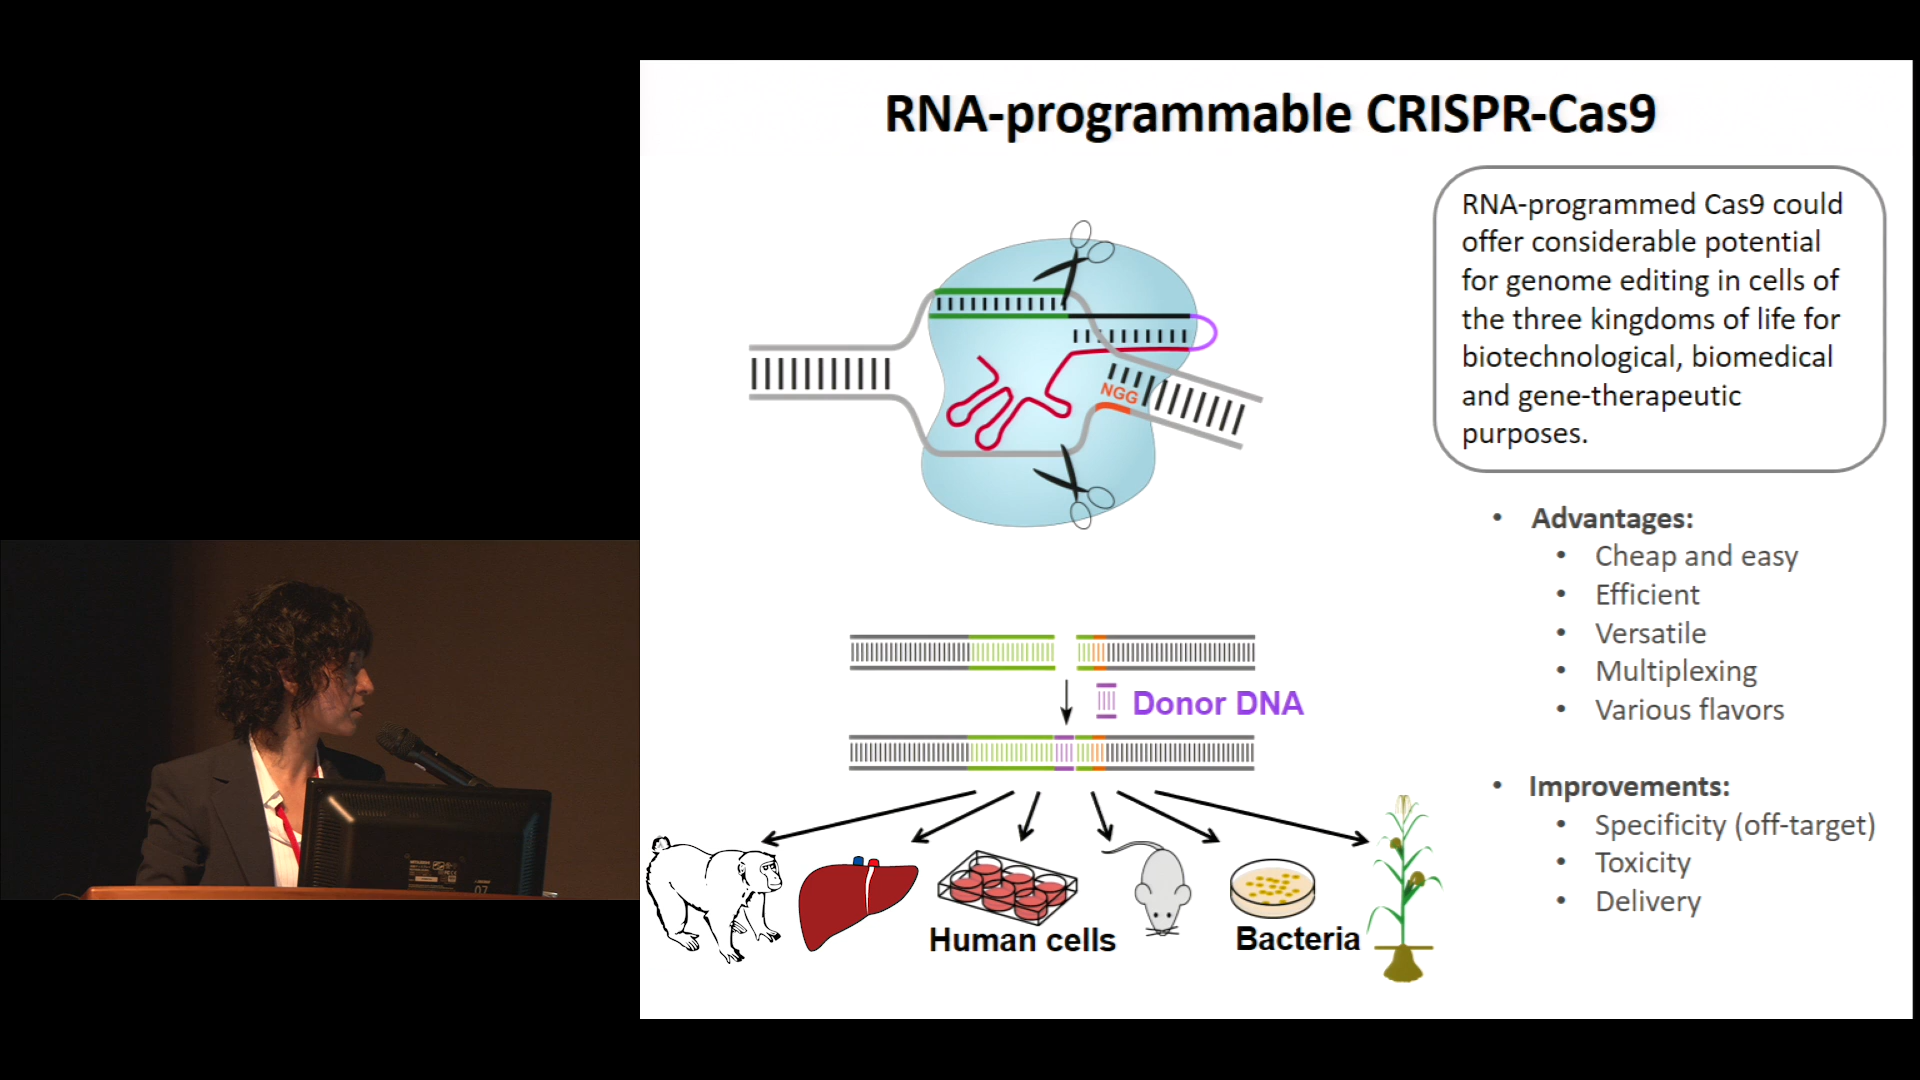 RNA-programmable CRISPR-Cas9
RNA-programmed Cas9 could
offer considerable potential
for genome editing in cells of
the three kingdoms of life for
biotechnological, biomedical
and gene-therapeutic
purposes.
NGG
• Advantages:
• Cheap and easy
• Efficient
• Versatile
• Multiplexing
• Various flavors
Donor DNA
• Improvements:
• Specificity (off-target)
• Toxicity
• Delivery
Human cells
Bacteria
07